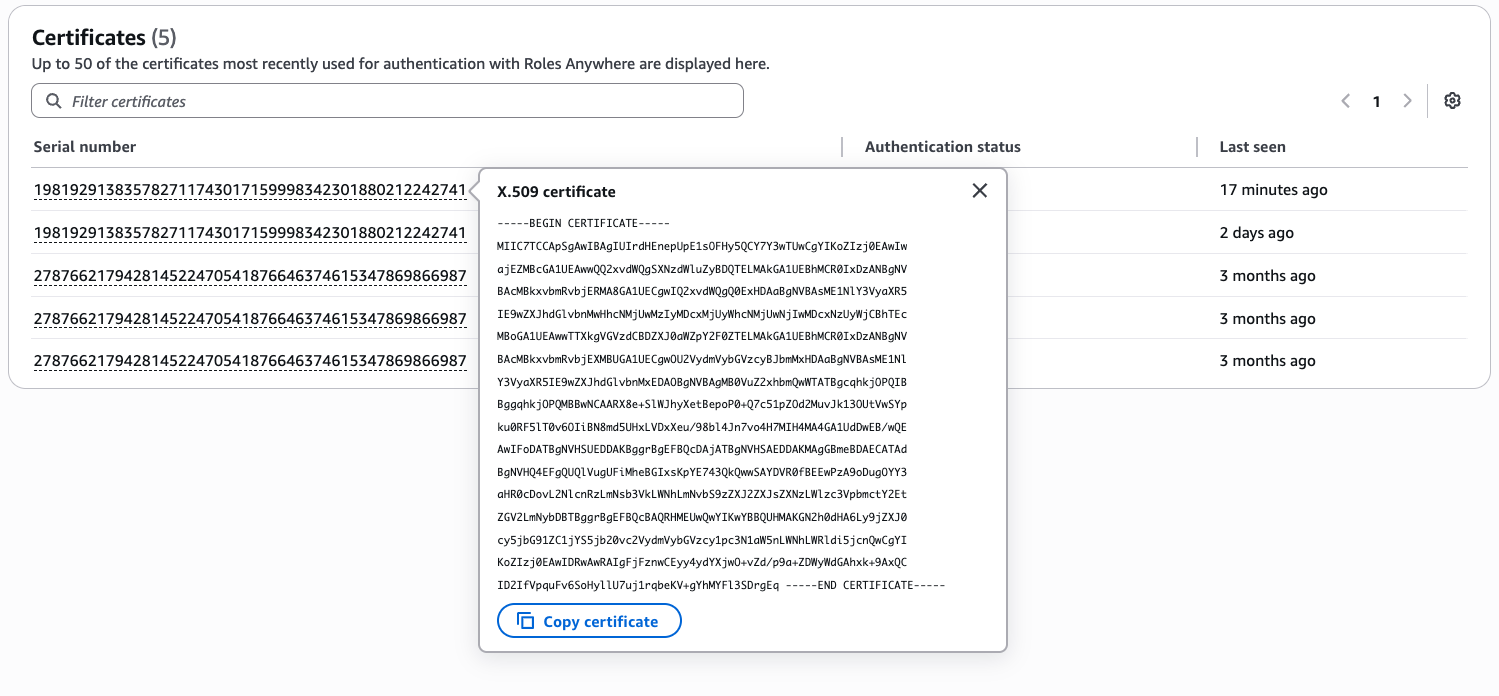 Certificates (5)
Up to 50 of the certificates most recently used for authentication with Roles Anywhere are displayed here.
Filter certificates
1
Serial number
Authentication status
Last seen
198192913835782711743017159998342301880212242741
17 minutes ago
198192913835782711743017159998342301880212242741
2 days ago
278766217942814522470541876646374615347869866987
3 months ago
278766217942814522470541876646374615347869866987
3 months ago
278766217942814522470541876646374615347869866987
3 months ago
X.509 certificate
-----BEGIN CERTIFICATE-----
MIIC7TCCApSgAwIBAgIUIrdHEnepUpE1sOFHy5QCY7Y3wTUwCgYIKoZIzj0EAwIw
ajEZMBcGA1UEAwwQQ2xvdWQgSXNzdWluZyBDQTELMAkGA1UEBhMCR0IxDzANBgNV
BAcMBkxvbmRvbjERMA8GA1UECgwIQ2xvdWQgQ0ExHDAaBgNVBAsME1NlY3VyaXR5
IE9wZXJhdGlvbnMwHhcNMjUwMzIyMDcxMjUyWhcNMjUwNjIwMDcxNzUyWjCBhTEc
MBoGA1UEAwwTTXkgVGVzdCBDZXJ0aWZpY2F0ZTELMAkGA1UEBhMCR0IxDzANBgNV
BAcMBkxvbmRvbjEXMBUGA1UECgwOU2VydmVybGVzcyBJbmMxHDAaBgNVBAsME1Nl
Y3VyaXR5IE9wZXJhdGlvbnMxEDAOBgNVBAgMB0VuZ2xhbmQwWTATBgcqhkjOPQIB
BggqhkjOPQMBBwNCAARX8e+SlWJhyXetBepoP0+Q7c51pZOd2MuvJk13OUtVwSYp
ku0RF5lT0v6OIiBN8md5UHxLVDxXeu/98bl4Jn7vo4H7MIH4MA4GA1UdDwEB/wQE
AwIFoDATBgNVHSUEDDAKBggrBgEFBQcDAjATBgNVHSAEDDAKMAgGBmeBDAECATAd
BgNVHQ4EFgQUQlVugUFiMheBGIxsKpYE743QkQwwSAYDVR0fBEEwPzA9oDugOYY3
aHR0cDovL2NlcnRzLmNsb3VkLWNhLmNvbS9zZXJ2ZXJsZXNzLWlzc3VpbmctY2Et
ZGV2LmNybDBTBggrBgEFBQcBAQRHMEUwQwYIKwYBBQUHMAKGN2h0dHA6Ly9jZXJ0
cy5jbG91ZC1jYS5jb20vc2VydmVybGVzcy1pc3N1aW5nLWNhLWRldi5jcnQwCgYI
KoZIzj0EAwIDRwAwRAIgFjFznwCEyy4ydYXjwO+vZd/p9a+ZDWyWdGAhxk+9AxQC
ID2IfVpquFv6SoHyllU7uj1rqbeKV+gYhMYFl3SDrgEq -----END CERTIFICATE-----
Copy certificate